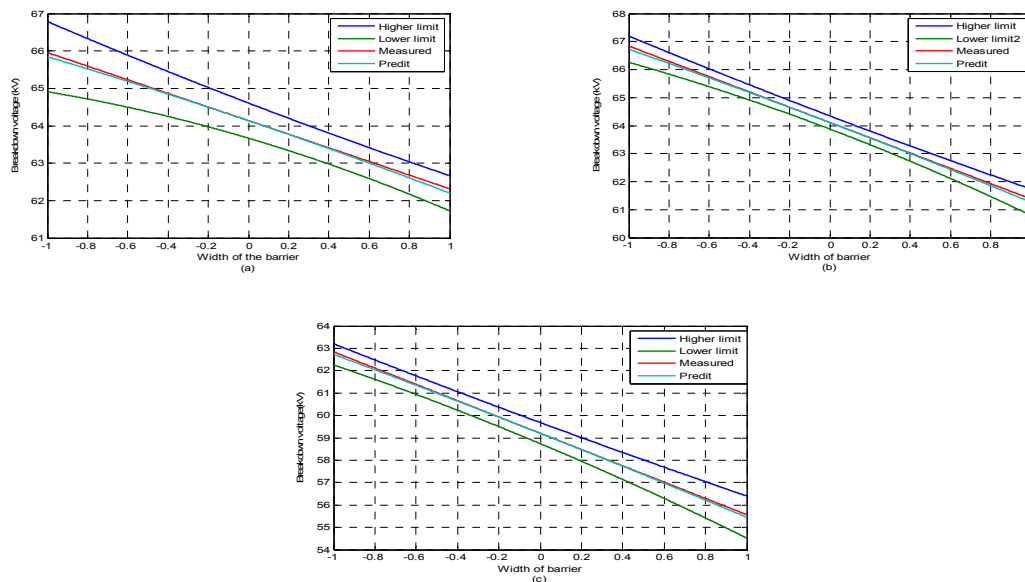 67
66
65
64
63
62
61
-1 -0.8 -0.6 -0.4 -0.2 0 0.2 0.4 0.6 0.8 1
Breakdown voltage (kV)
Width of the barrier
(a)
Higher limit
Lower limit
Measured
Predit
68
67
66
65
64
63
62
61
60
-1 -0.8 -0.6 -0.4 -0.2 0 0.2 0.4 0.6 0.8
Breakdown voltage (kV)
Width of barrier
(b)
Higher limit
Lower limit2
Measured
Predit
64
63
62
61
60
59
58
57
56
55
54
-1 -0.8 -0.6 -0.4 -0.2 0 0.2 0.4 0.6 0.8 1
Breakdown voltage(kV)
Width of barrier
(c)
Higher limit
Lower limit
Measured
Predit